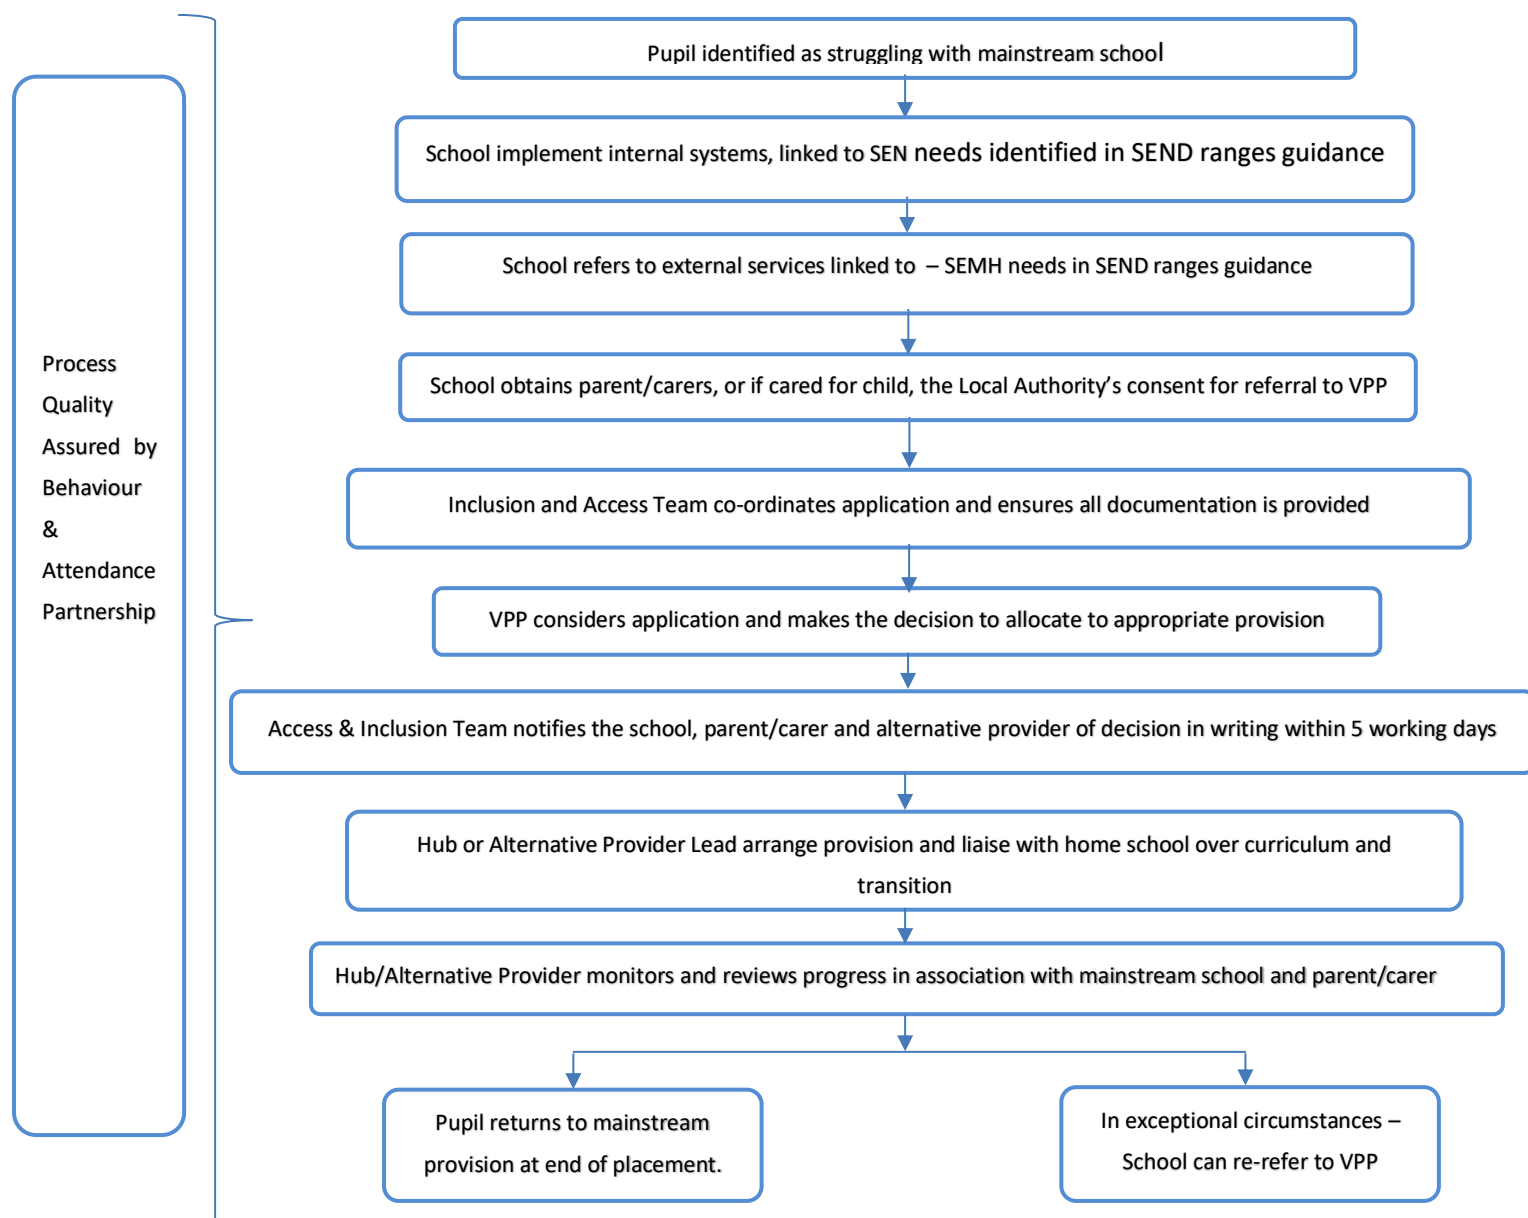 Process
Quality
Assured by
Behaviour
&
Attendance
Partnership
Pupil identified as struggling with mainstream school
School implement internal systems, linked to SEN needs identified in SEND ranges guidance
School refers to external services linked to – SEMH needs in SEND ranges guidance
School obtains parent/carers, or if cared for child, the Local Authority’s consent for referral to VPP
Inclusion and Access Team co-ordinates application and ensures all documentation is provided
VPP considers application and makes the decision to allocate to appropriate provision
Access & Inclusion Team notifies the school, parent/carer and alternative provider of decision in writing within 5 working days
Hub or Alternative Provider Lead arrange provision and liaise with home school over curriculum and
transition
Hub/Alternative Provider monitors and reviews progress in association with mainstream school and parent/carer
Pupil returns to mainstream
provision at end of placement.
In exceptional circumstances –
School can re-refer to VPP